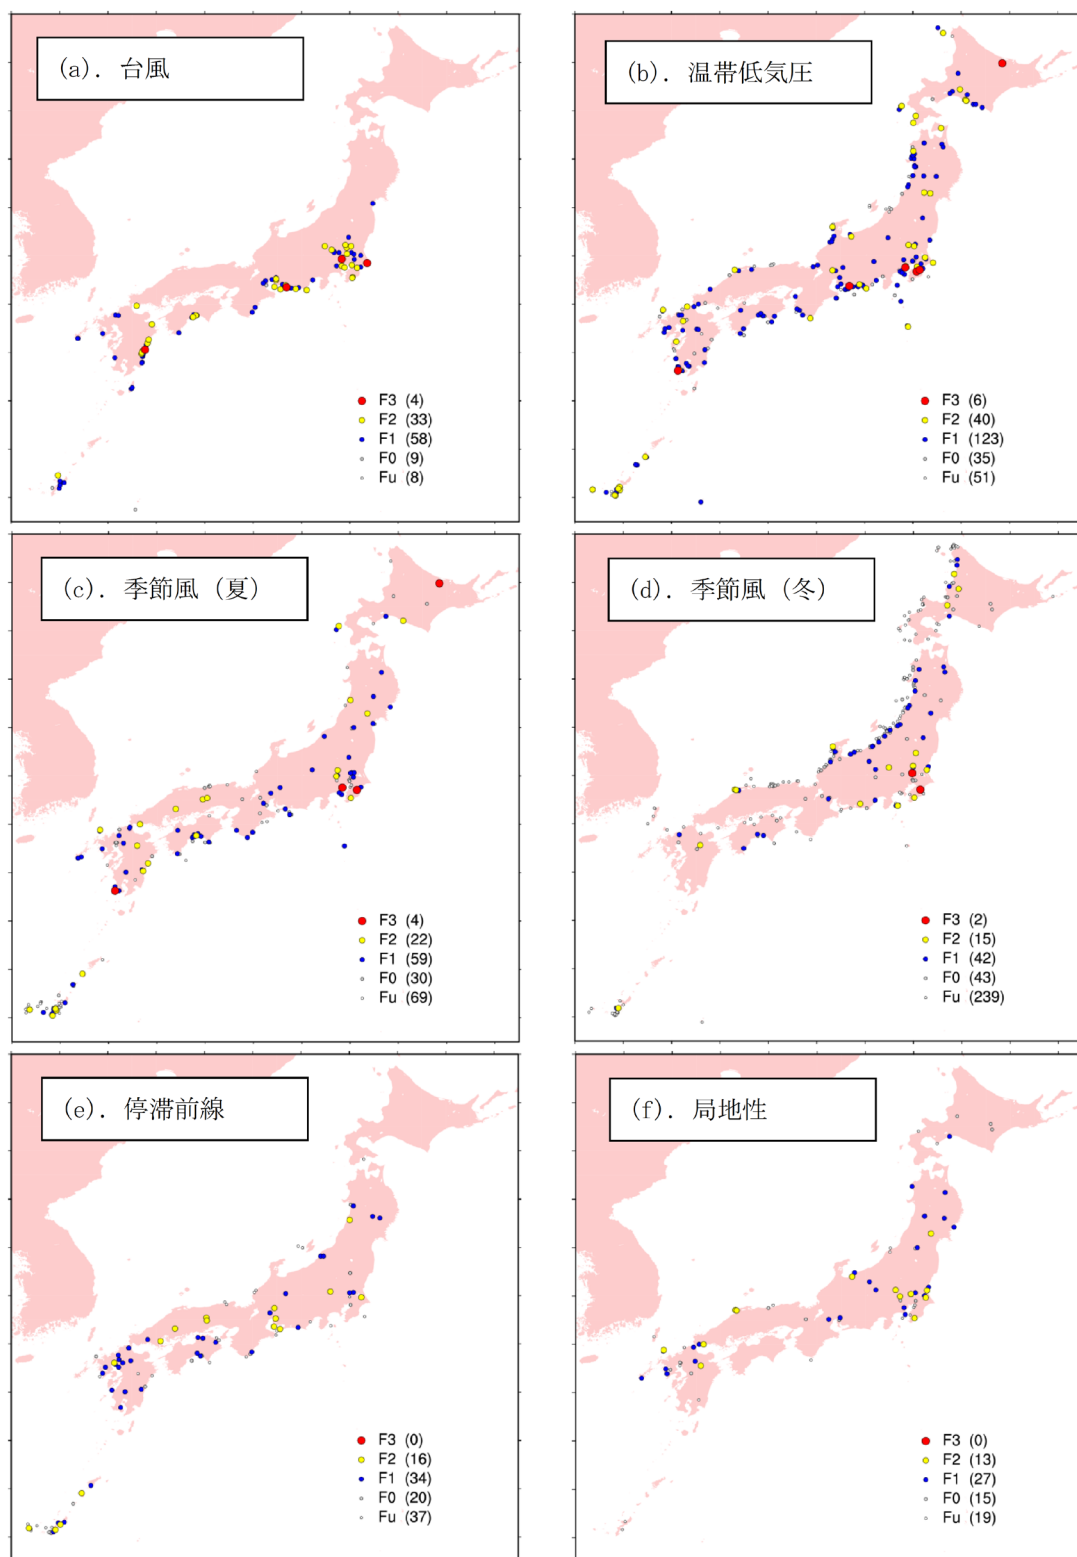 (a). 台風
F3 (4)
F2 (33)
F1 (58)
F0 (9)
Fu (8)
(b). 温帯低気圧
F3 (6)
F2 (40)
F1 (123)
F0 (35)
Fu (51)
(c). 季節風 (夏)
F3 (4)
F2 (22)
F1 (59)
F0 (30)
Fu (69)
(d). 季節風 (冬)
F3 (2)
F2 (15)
F1 (42)
F0 (43)
Fu (239)
(e). 停滞前線
F3 (0)
F2 (16)
F1 (34)
F0 (20)
Fu (37)
(f). 局地性
F3 (0)
F2 (13)
F1 (27)
F0 (15)
Fu (19)